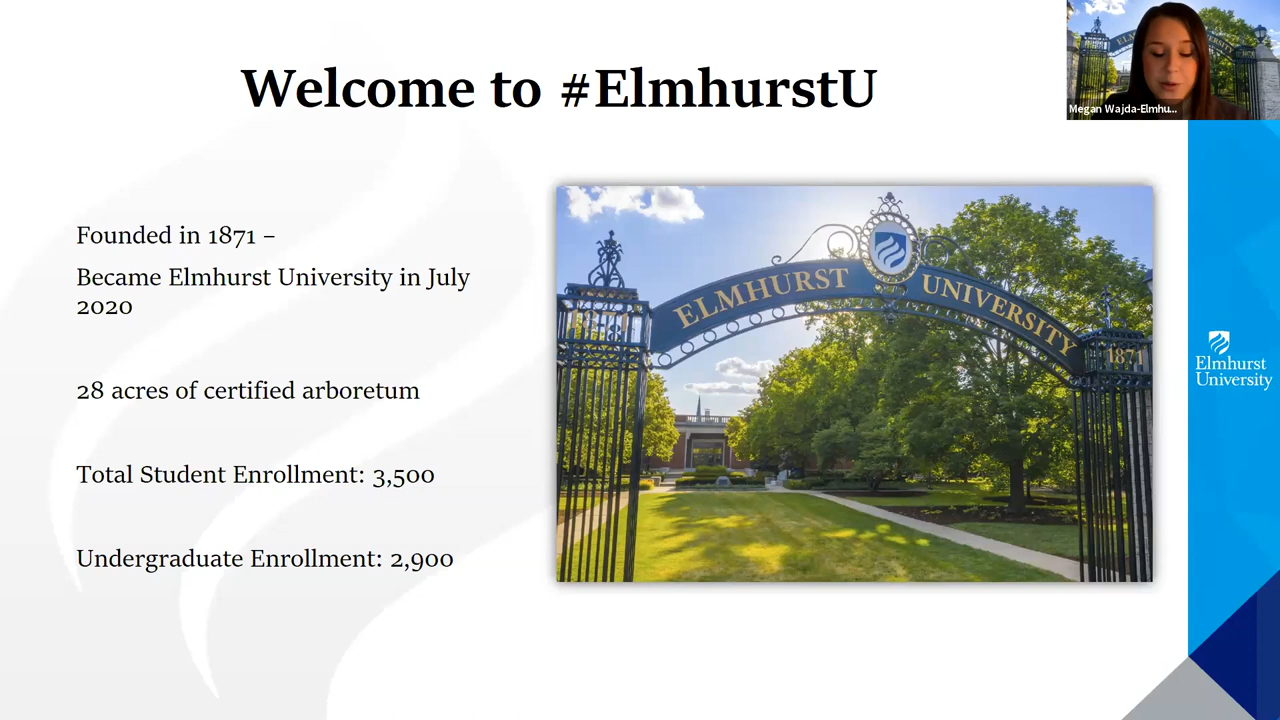 Welcome to #ElmhurstU
Megan Wajda-Elmhu...
Founded in 1871 –
Became Elmhurst University in July
2020
28 acres of certified arboretum
Total Student Enrollment: 3,500
Undergraduate Enrollment: 2,900
ELMHURST UNIVERSITY
1871
1871
Elmhurst
University